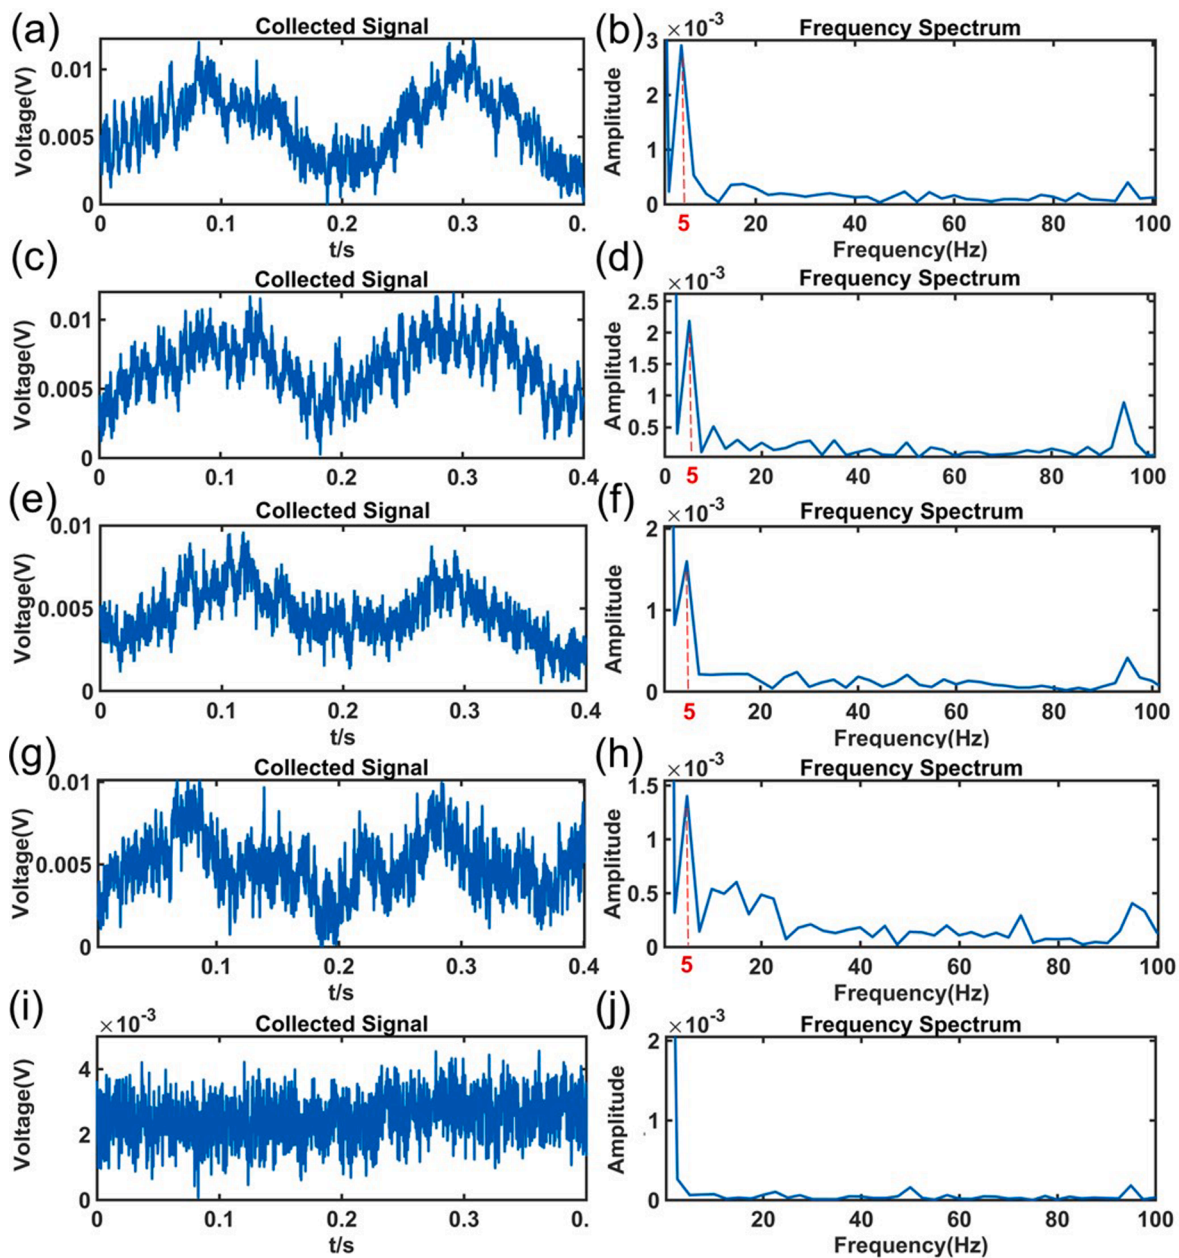 (a) Collected Signal
0.01
0.005
0
Voltage(V)
0 0.1 0.2 0.3 0.
t/s
(b) ×10-3 Frequency Spectrum
3
2
1
0
Amplitude
5 20 40 60 80 100
Frequency(Hz)
(c) Collected Signal
0.01
0.005
0
Voltage(V)
0 0.1 0.2 0.3 0.4
(d) ×10-3 Frequency Spectrum
2.5
2
1.5
1
0.5
Amplitude
0 5 20 40 60 80 100
(e) Collected Signal
0.01
0.005
0
Voltage(V)
0 0.1 0.2 0.3 0.4
t/s
(f) ×10-3 Frequency Spectrum
2
1
0
Amplitude
5 20 40 60 80 100
Frequency(Hz)
(g) Collected Signal
0.01
0.005
0
Voltage(V)
0.1 0.2 0.3 0.4
t/s
(h) ×10-3 Frequency Spectrum
1.5
1
0.5
0
Amplitude
5 20 40 60 80 100
Frequency(Hz)
(i) ×10-3 Collected Signal
4
2
0
Voltage(V)
0 0.1 0.2 0.3 0.
t/s
(j) ×10-3 Frequency Spectrum
2
1
0
Amplitude
20 40 60 80 100
Frequency(Hz)